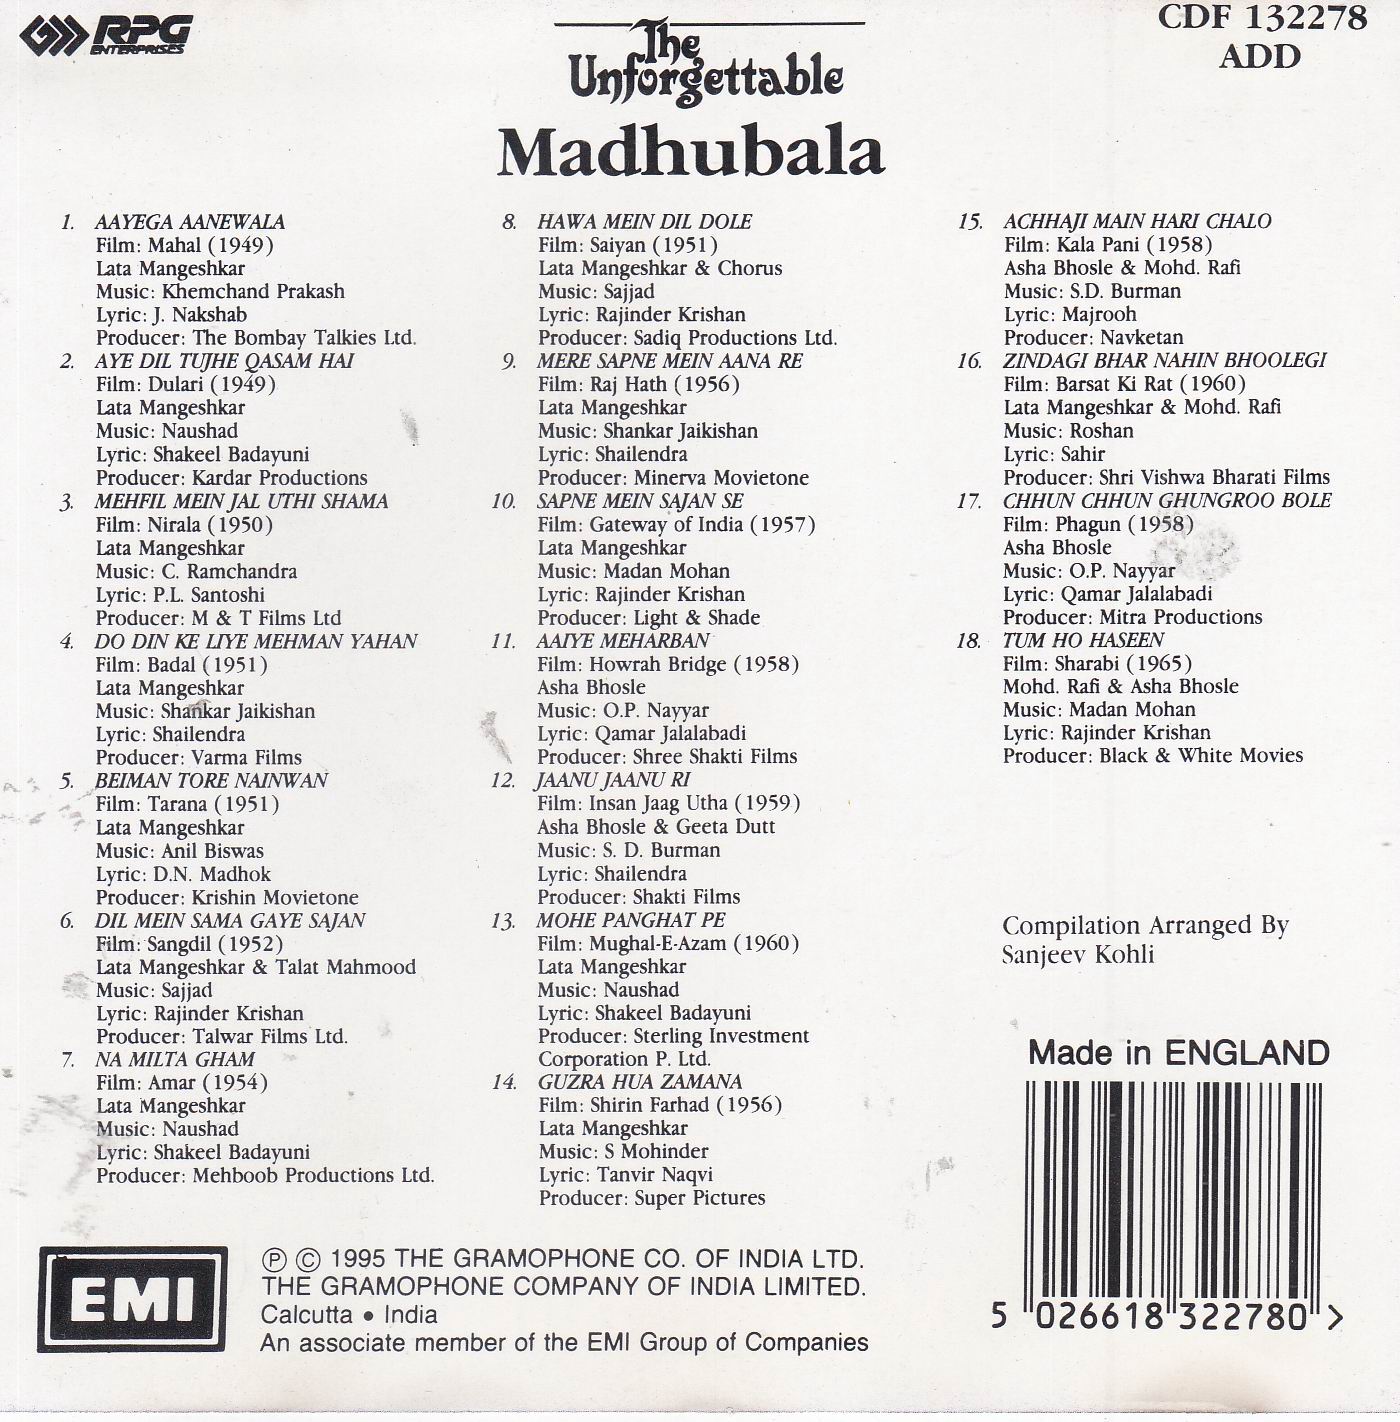 RPG
ENTERPRISES
CDF 132278
ADD
The
Unforgettable
Madhubala
1. AAYEGA AANEWALA
Film: Mahal (1949)
Lata Mangeshkar
Music: Khemchand Prakash
Lyric: J. Nakshab
Producer: The Bombay Talkies Ltd.
2. AYE DIL TUJHE QASAM HAI
Film: Dulari (1949)
Lata Mangeshkar
Music: Naushad
Lyric: Shakeel Badayuni
Producer: Kardar Productions
3. MEHFIL MEIN JAL UTHI SHAMA
Film: Nirala (1950)
Lata Mangeshkar
Music: C. Ramchandra
Lyric: P.L. Santoshi
Producer: M & T Films Ltd
4. DO DIN KE LIYE MEHMAN YAHAN
Film: Badal (1951)
Lata Mangeshkar
Music: Shankar Jaikishan
Lyric: Shailendra
Producer: Varma Films
5. BEIMAN TORE NAINWAN
Film: Tarana (1951)
Lata Mangeshkar
Music: Anil Biswas
Lyric: D.N. Madhok
Producer: Krishin Movietone
6. DIL MEIN SAMA GAYE SAJAN
Film: Sangdil (1952)
Lata Mangeshkar & Talat Mahmood
Music: Sajjad
Lyric: Rajinder Krishan
Producer: Talwar Films Ltd.
7. NA MILTA GHAM
Film: Amar (1954)
Lata Mangeshkar
Music: Naushad
Lyric: Shakeel Badayuni
Producer: Mehboob Productions Ltd.
8. HAWA MEIN DIL DOLE
Film: Saiyan (1951)
Lata Mangeshkar & Chorus
Music: Sajjad
Lyric: Rajinder Krishan
Producer: Sadiq Productions Ltd.
9. MERE SAPNE MEIN AANA RE
Film: Raj Hath (1956)
Lata Mangeshkar
Music: Shankar Jaikishan
Lyric: Shailendra
Producer: Minerva Movietone
10. SAPNE MEIN SAJAN SE
Film: Gateway of India (1957)
Lata Mangeshkar
Music: Madan Mohan
Lyric: Rajinder Krishan
Producer: Light & Shade
11. AAIYE MEHARBAN
Film: Howrah Bridge (1958)
Asha Bhosle
Music: O.P. Nayyar
Lyric: Qamar Jalalabadi
Producer: Shree Shakti Films
12. JAANU JAANU RI
Film: Insan Jaag Utha (1959)
Asha Bhosle & Geeta Dutt
Music: S. D. Burman
Lyric: Shailendra
Producer: Shakti Films
13. MOHE PANGHAT PE
Film: Mughal-E-Azam (1960)
Lata Mangeshkar
Music: Naushad
Lyric: Shakeel Badayuni
Producer: Sterling Investment
Corporation P. Ltd.
14. GUZRA HUA ZAMANA
Film: Shirin Farhad (1956)
Lata Mangeshkar
Music: S Mohinder
Lyric: Tanvir Naqvi
Producer: Super Pictures
15. ACHHAJI MAIN HARI CHALO
Film: Kala Pani (1958)
Asha Bhosle & Mohd. Rafi
Music: S.D. Burman
Lyric: Majrooh
Producer: Navketan
16. ZINDAGI BHAR NAHIN BHOOLEGI
Film: Barsat Ki Rat (1960)
Lata Mangeshkar & Mohd. Rafi
Music: Roshan
Lyric: Sahir
Producer: Shri Vishwa Bharati Films
17. CHHUN CHHUN GHUNGROO BOLE
Film: Phagun (1958)
Asha Bhosle
Music: O.P. Nayyar
Lyric: Qamar Jalalabadi
Producer: Mitra Productions
18. TUM HO HASEEN
Film: Sharabi (1965)
Mohd. Rafi & Asha Bhosle
Music: Madan Mohan
Lyric: Rajinder Krishan
Producer: Black & White Movies
Compilation Arranged By
Sanjeev Kohli
Made in ENGLAND
5 026618 322780 >
EMI
℗ © 1995 THE GRAMOPHONE CO. OF INDIA LTD.
THE GRAMOPHONE COMPANY OF INDIA LIMITED.
Calcutta • India
An associate member of the EMI Group of Companies